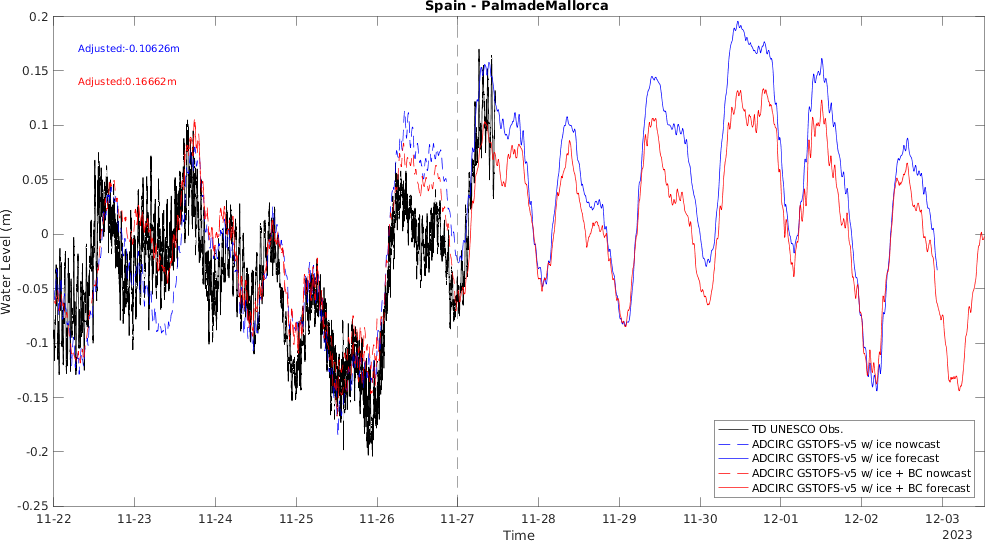 Spain - PalmadeMallorca
Adjusted:-0.10626m
Adjusted:0.16662m
Water Level (m)
0.2
0.15
0.1
0.05
0
-0.05
-0.1
-0.15
-0.2
-0.25
TD UNESCO Obs.
ADCIRC GSTOFS-v5 w/ ice nowcast
ADCIRC GSTOFS-v5 w/ ice forecast
ADCIRC GSTOFS-v5 w/ ice + BC nowcast
ADCIRC GSTOFS-v5 w/ ice + BC forecast
11-22 11-23 11-24 11-25 11-26 11-27 11-28 11-29 11-30 12-01 12-02 12-03
Time
2023